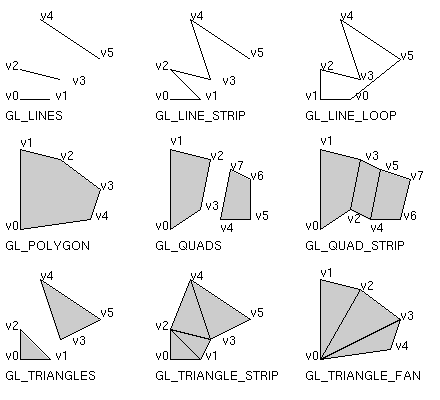 v4
v5
v2
v3
v0
v1
GL_LINES
v4
v5
v2
v3
v0
v1
GL_LINE_STRIP
v4
v5
v2
v3
v1
v0
GL_LINE_LOOP
v1
v2
v3
v4
v0
GL_POLYGON
v1
v2
v7
v6
v3
v0
v4
v5
GL_QUADS
v1
v3
v5
v7
v0
v2
v4
v6
GL_QUAD_STRIP
v4
v5
v2
v3
v0
v1
GL_TRIANGLES
v4
v5
v2
v3
v0
v1
GL_TRIANGLE_STRIP
v1
v2
v3
v4
v0
GL_TRIANGLE_FAN